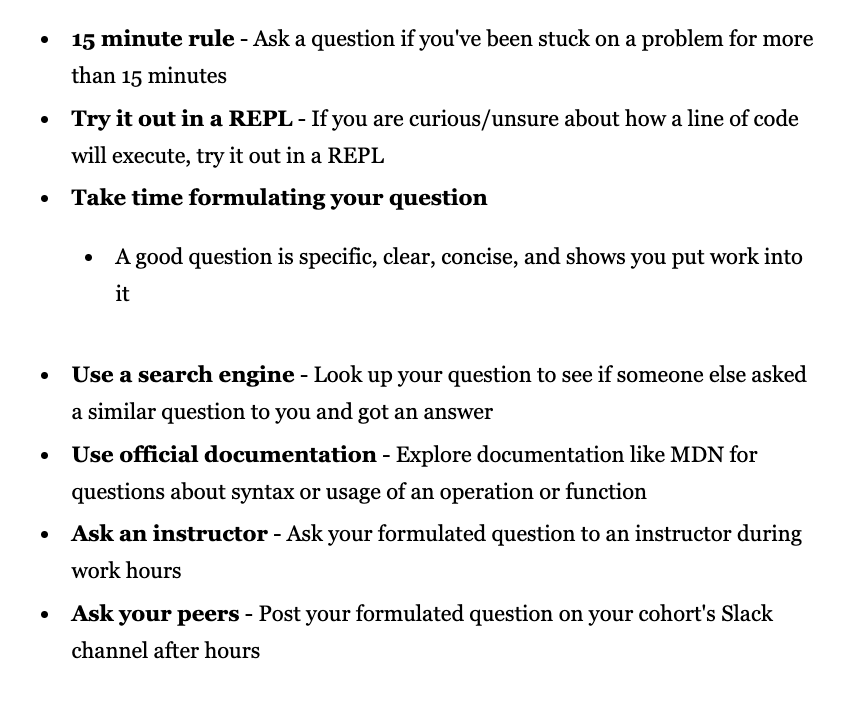 • 15 minute rule - Ask a question if you've been stuck on a problem for more
than 15 minutes
• Try it out in a REPL - If you are curious/unsure about how a line of code
will execute, try it out in a REPL
• Take time formulating your question
• A good question is specific, clear, concise, and shows you put work into
it
• Use a search engine - Look up your question to see if someone else asked
a similar question to you and got an answer
• Use official documentation - Explore documentation like MDN for
questions about syntax or usage of an operation or function
• Ask an instructor - Ask your formulated question to an instructor during
work hours
• Ask your peers - Post your formulated question on your cohort's Slack
channel after hours